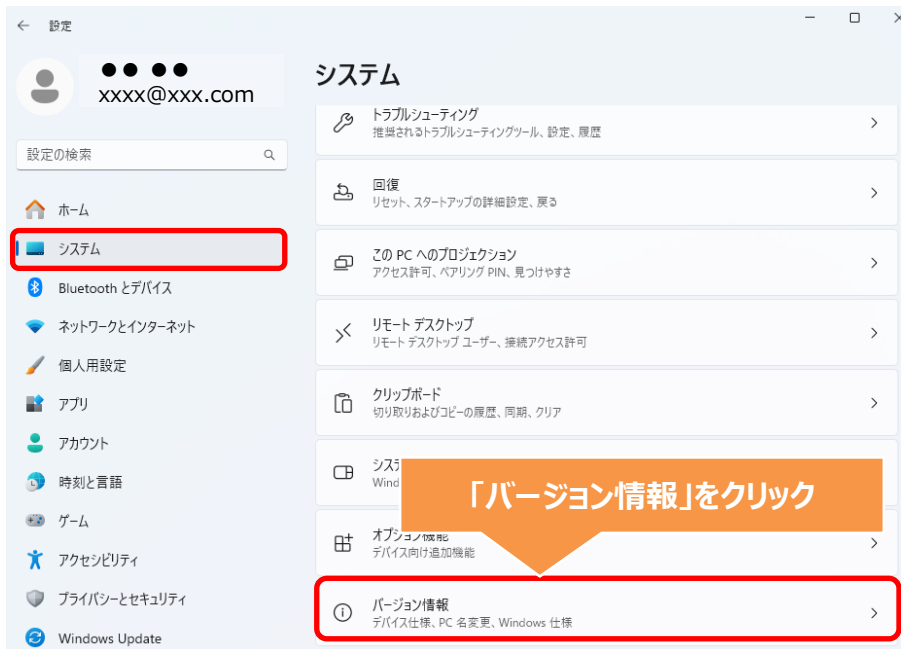 設定
●● ●●
xxxx@xxx.com
設定の検索
ホーム
システム
Bluetooth とデバイス
ネットワークとインターネット
個人用設定
アプリ
アカウント
時刻と言語
ゲーム
アクセシビリティ
プライバシーとセキュリティ
Windows Update
システム
トラブルシューティング
推奨されるトラブルシューティングツール、設定、履歴
回復
リセット、スタートアップの詳細設定、戻る
この PC へのプロジェクション
アクセス許可、ペアリング PIN、見つけやすさ
リモート デスクトップ
リモート デスクトップ ユーザー、接続アクセス許可
クリップボード
切り取りおよびコピーの履歴、同期、クリア
システ
Wind
「バージョン情報」をクリック
オプション機能
デバイス向け追加機能
バージョン情報
デバイス仕様、PC 名変更、Windows 仕様